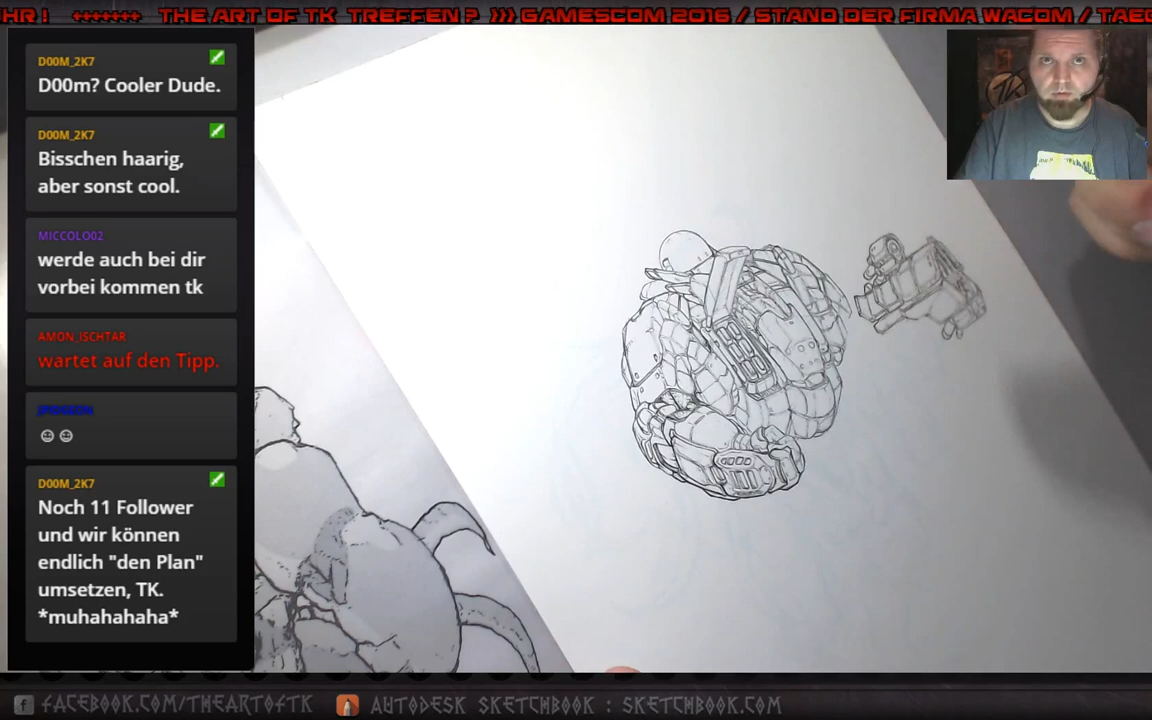 HR ! +++++++ THE ART OF TK TREFFEN ? >>> GAMESCOM 2016 / STAND DER FIRMA WACOM / TAEG
D00M_2K7
D00m? Cooler Dude.
D00M_2K7
Bisschen haarig,
aber sonst cool.
MICCOLO02
werde auch bei dir
vorbei kommen tk
AMON_ISCHTAR
wartet auf den Tipp.
D00M_2K7
Noch 11 Follower
und wir können
endlich "den Plan"
umsetzen, TK.
*muhahahaha*
FACEBOOK.COM/THEARTOFTK AUTODESK SKETCHBOOK : SKETCHBOOK.COM